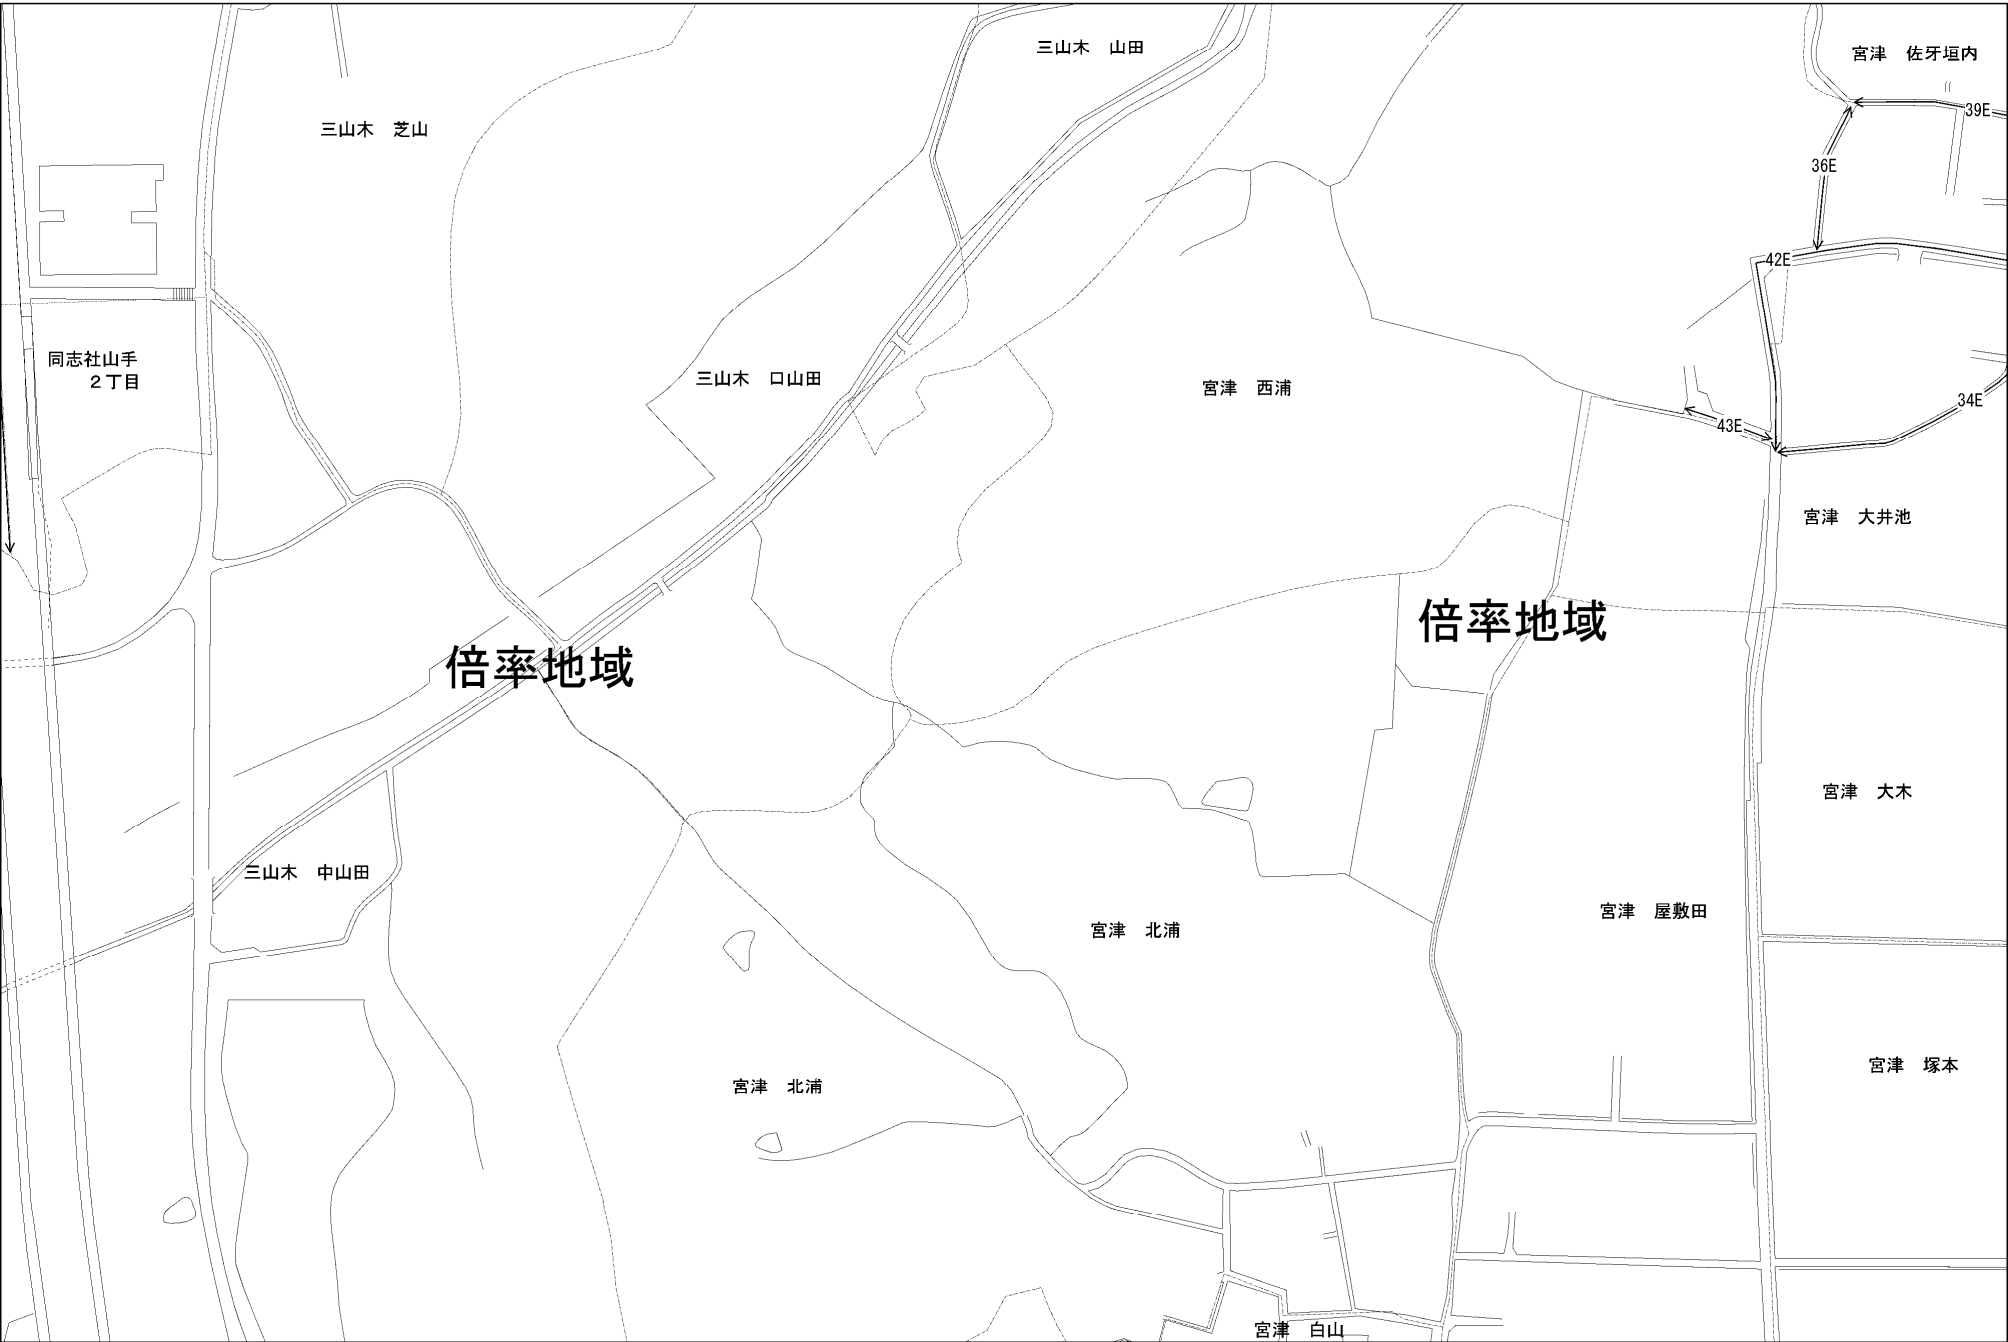 三山木　山田
宮津　佐牙垣内
39E
三山木　芝山
36E
42E
同志社山手
２丁目
三山木　口山田
宮津　西浦
34E
43E
宮津　大井池
倍率地域
倍率地域
宮津　大木
三山木　中山田
宮津　屋敷田
宮津　北浦
宮津　塚本
宮津　北浦
宮津　白山